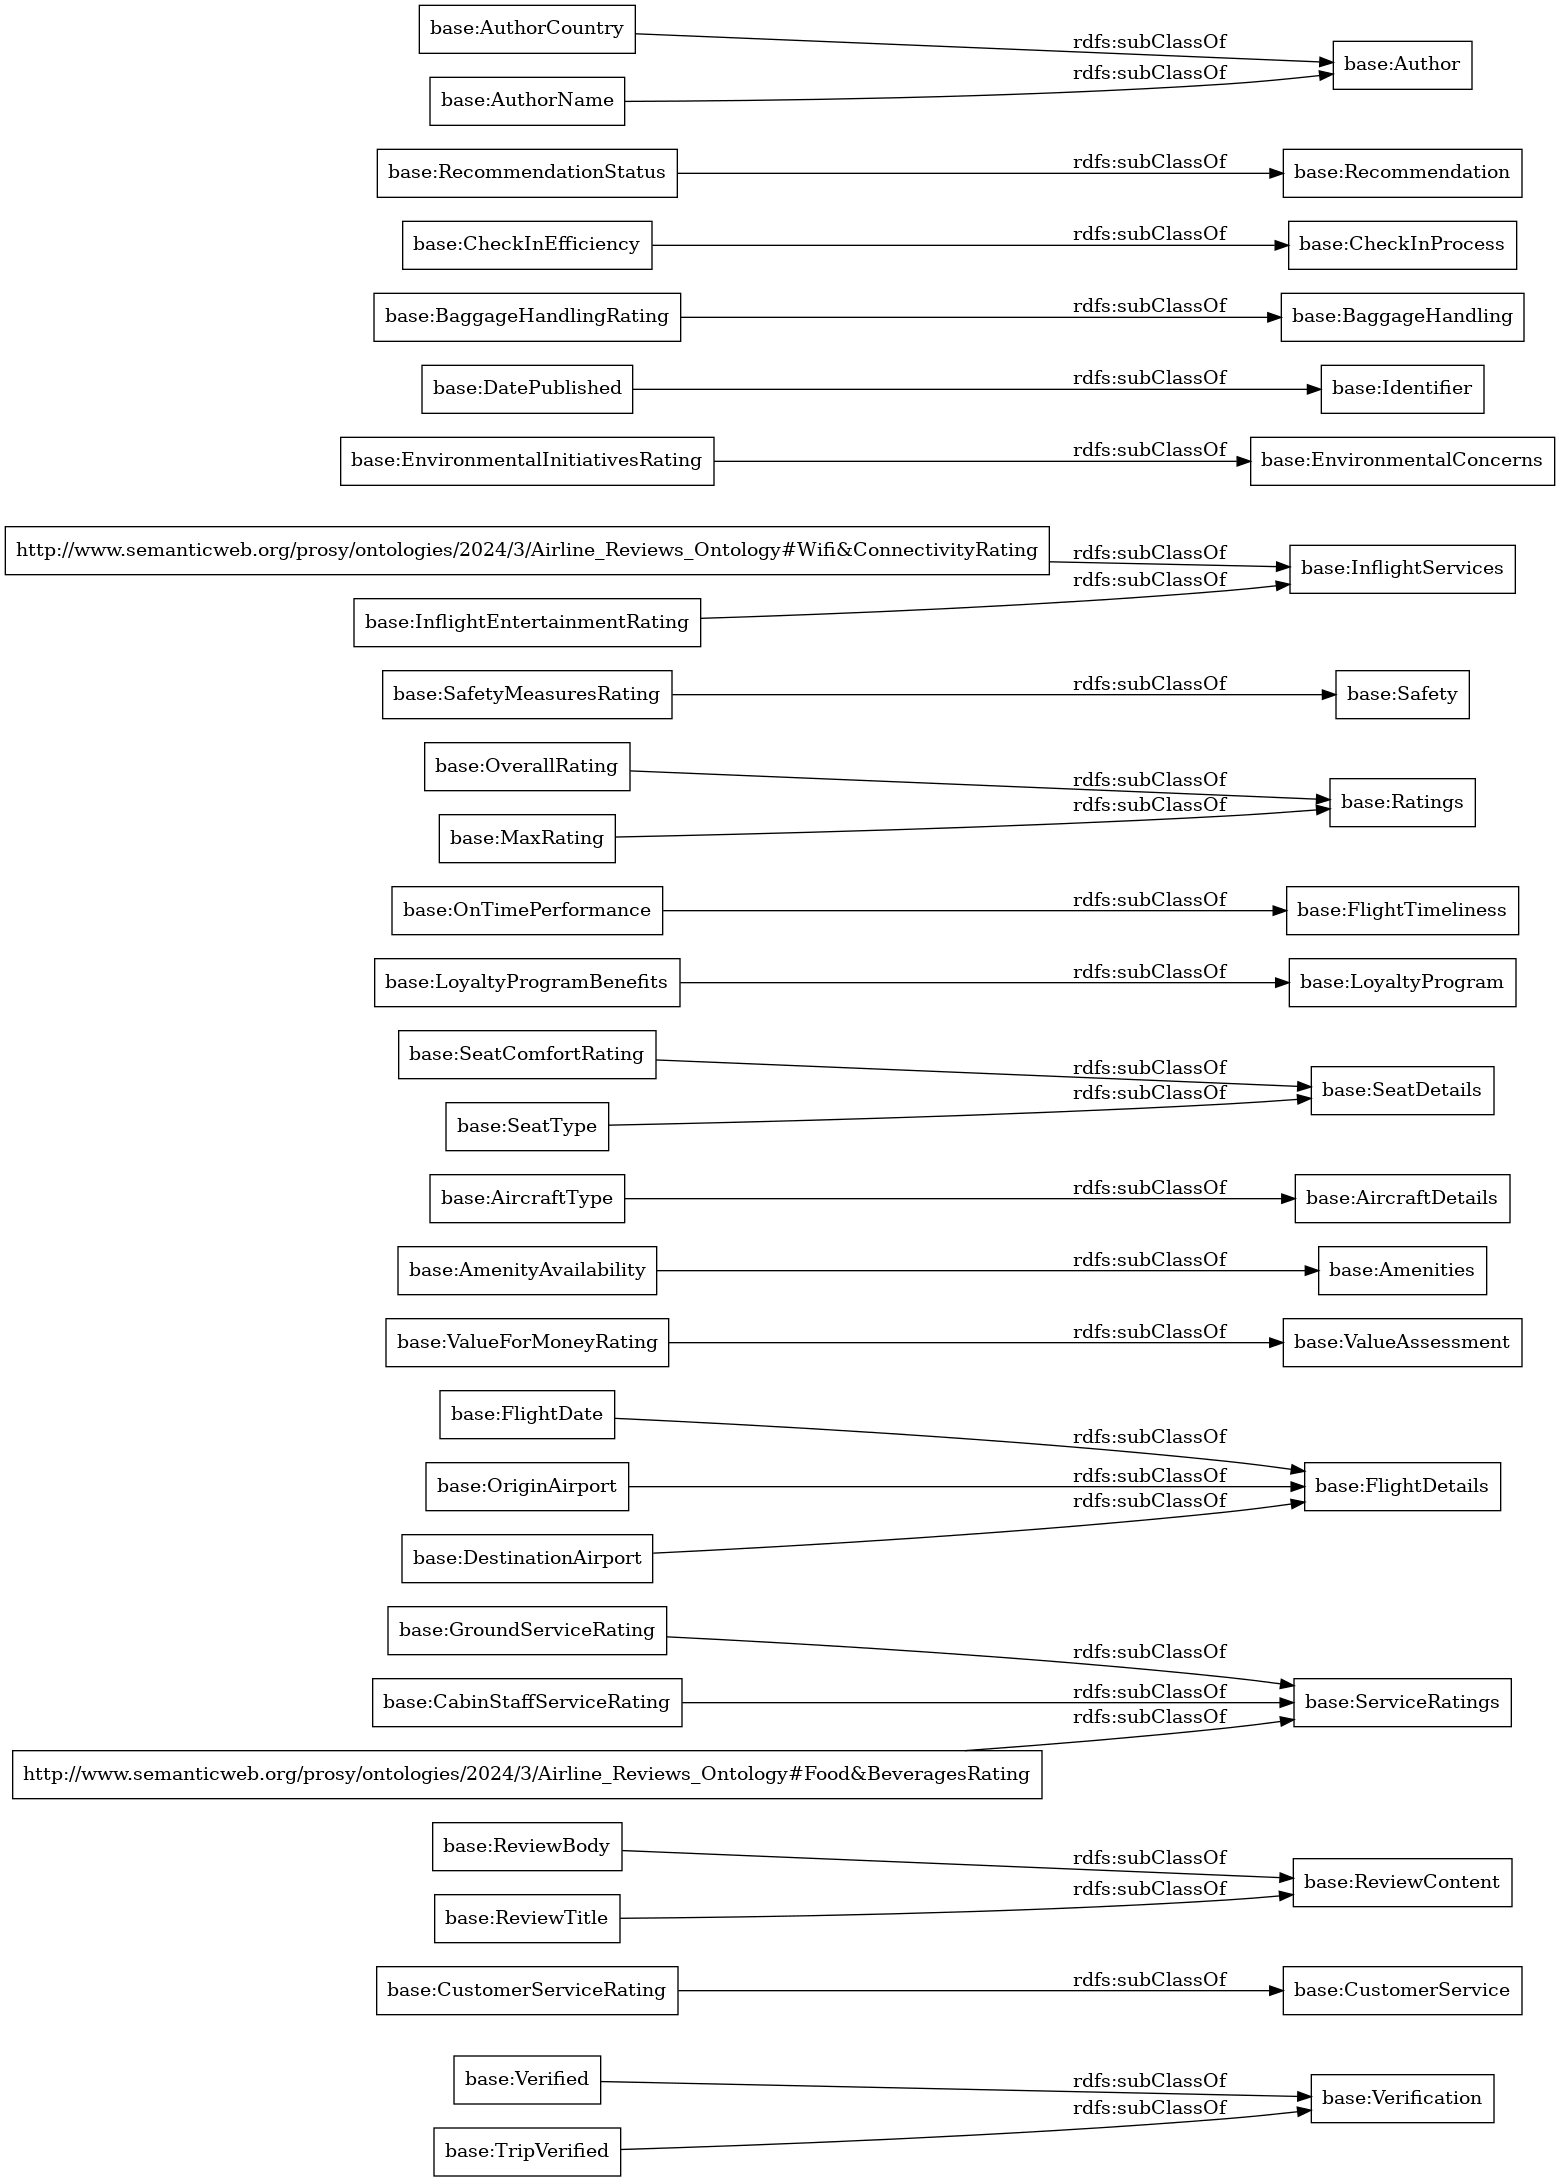 base:AuthorCountry
rdfs:subClassOf
base:Author
rdfs:subClassOf
base:AuthorName
base:RecommendationStatus
rdfs:subClassOf
base:Recommendation
base:CheckInEfficiency
rdfs:subClassOf
base:CheckInProcess
base:BaggageHandlingRating
rdfs:subClassOf
base:BaggageHandling
base:DatePublished
rdfs:subClassOf
base:Identifier
base:EnvironmentalInitiativesRating
rdfs:subClassOf
base:EnvironmentalConcerns
http://www.semanticweb.org/prosy/ontologies/2024/3/Airline_Reviews_Ontology#Wifi&ConnectivityRating
rdfs:subClassOf
base:InflightServices
rdfs:subClassOf
base:InflightEntertainmentRating
base:SafetyMeasuresRating
rdfs:subClassOf
base:Safety
base:OverallRating
rdfs:subClassOf
base:Ratings
rdfs:subClassOf
base:MaxRating
base:OnTimePerformance
rdfs:subClassOf
base:FlightTimeliness
base:LoyaltyProgramBenefits
rdfs:subClassOf
base:LoyaltyProgram
base:SeatComfortRating
rdfs:subClassOf
base:SeatDetails
rdfs:subClassOf
base:SeatType
base:AircraftType
rdfs:subClassOf
base:AircraftDetails
base:AmenityAvailability
rdfs:subClassOf
base:Amenities
base:ValueForMoneyRating
rdfs:subClassOf
base:ValueAssessment
base:FlightDate
rdfs:subClassOf
base:OriginAirport
rdfs:subClassOf
base:FlightDetails
rdfs:subClassOf
base:DestinationAirport
base:GroundServiceRating
rdfs:subClassOf
base:CabinStaffServiceRating
rdfs:subClassOf
base:ServiceRatings
rdfs:subClassOf
http://www.semanticweb.org/prosy/ontologies/2024/3/Airline_Reviews_Ontology#Food&BeveragesRating
base:ReviewBody
rdfs:subClassOf
base:ReviewContent
rdfs:subClassOf
base:ReviewTitle
base:CustomerServiceRating
rdfs:subClassOf
base:CustomerService
base:Verified
rdfs:subClassOf
base:Verification
rdfs:subClassOf
base:TripVerified